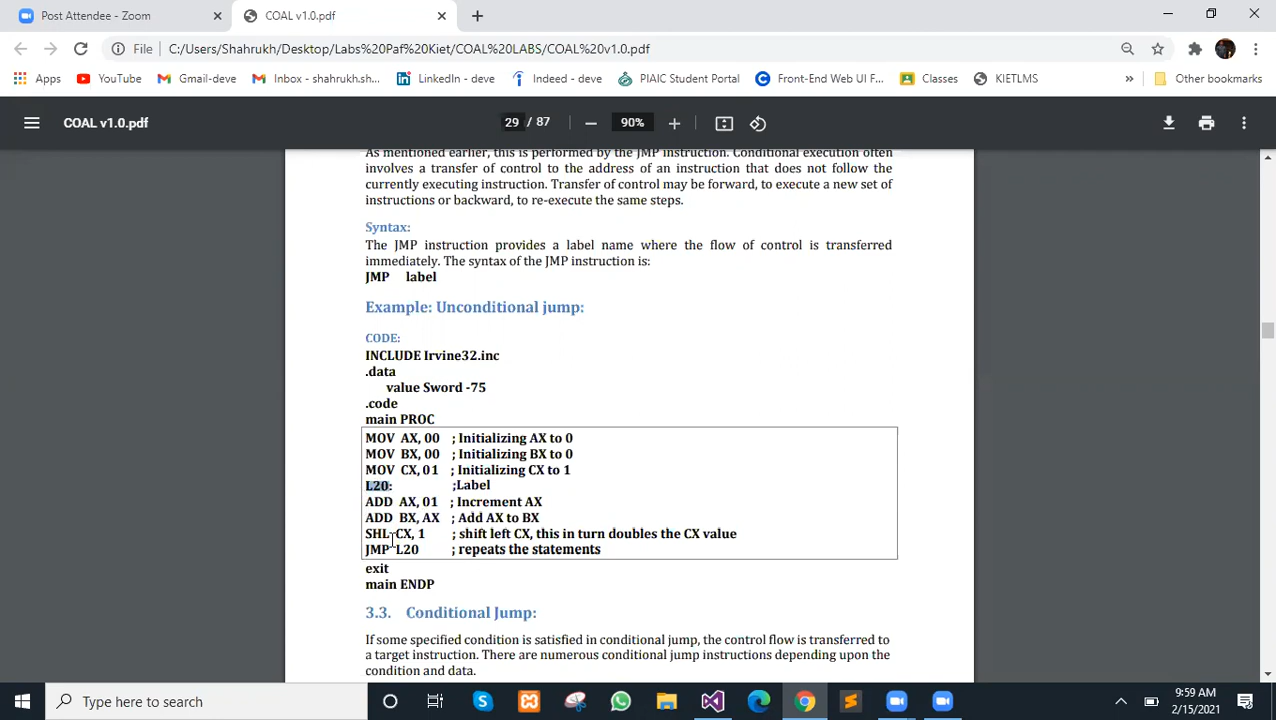 Post Attendee - Zoom
COAL v1.0.pdf
File
C:/Users/Shahrukh/Desktop/Labs%20Paf%20Kiet/COAL%20LABS/COAL%20v1.0.pdf
Apps YouTube Gmail-deve Inbox - shahrukh.sh... LinkedIn - deve Indeed - deve PIAIC Student Portal Front-End Web UI F... Classes KIETLMS » Other bookmarks
COAL v1.0.pdf 29 / 87 90%
As mentioned earlier, this is performed by the JMP instruction. Conditional execution often
involves a transfer of control to the address of an instruction that does not follow the
currently executing instruction. Transfer of control may be forward, to execute a new set of
instructions or backward, to re-execute the same steps.
Syntax:
The JMP instruction provides a label name where the flow of control is transferred
immediately. The syntax of the JMP instruction is:
JMP label
Example: Unconditional jump:
CODE:
INCLUDE Irvine32.inc
.data
value Sword -75
.code
main PROC
MOV AX, 00 ; Initializing AX to 0
MOV BX, 00 ; Initializing BX to 0
MOV CX, 01 ; Initializing CX to 1
L20: ;Label
ADD AX, 01 ; Increment AX
ADD BX, AX ; Add AX to BX
SHL CX, 1 ; shift left CX, this in turn doubles the CX value
JMP L20 ; repeats the statements
exit
main ENDP
3.3. Conditional Jump:
If some specified condition is satisfied in conditional jump, the control flow is transferred to
a target instruction. There are numerous conditional jump instructions depending upon the
condition and data.
Type here to search
9:59 AM
2/15/2021